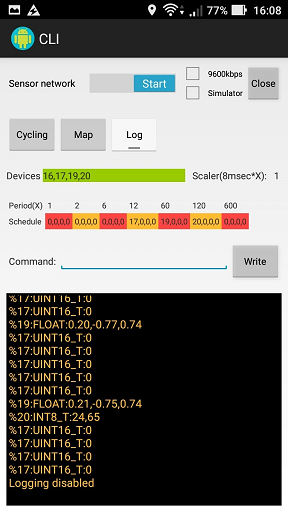 77% 16:08
CLI
Sensor network Start 9600kbps Close
Simulator
Cycling Map Log
Devices 16,17,19,20 Scaler(8msec*X): 1
Period(X) 1 2 6 12 60 120 600
Schedule 0,0,0,0 0,0,0,0 0,0,0,0 17,0,0,0 19,0,0,0 20,0,0,0 0,0,0,0
Command: Write
%17:UINT16_T:0
%19:FLOAT:0.20,-0.77,0.74
%17:UINT16_T:0
%17:UINT16_T:0
%17:UINT16_T:0
%17:UINT16_T:0
%17:UINT16_T:0
%19:FLOAT:0.21,-0.75,0.74
%20:INT8_T:24,65
%17:UINT16_T:0
%17:UINT16_T:0
%17:UINT16_T:0
%17:UINT16_T:0
Logging disabled